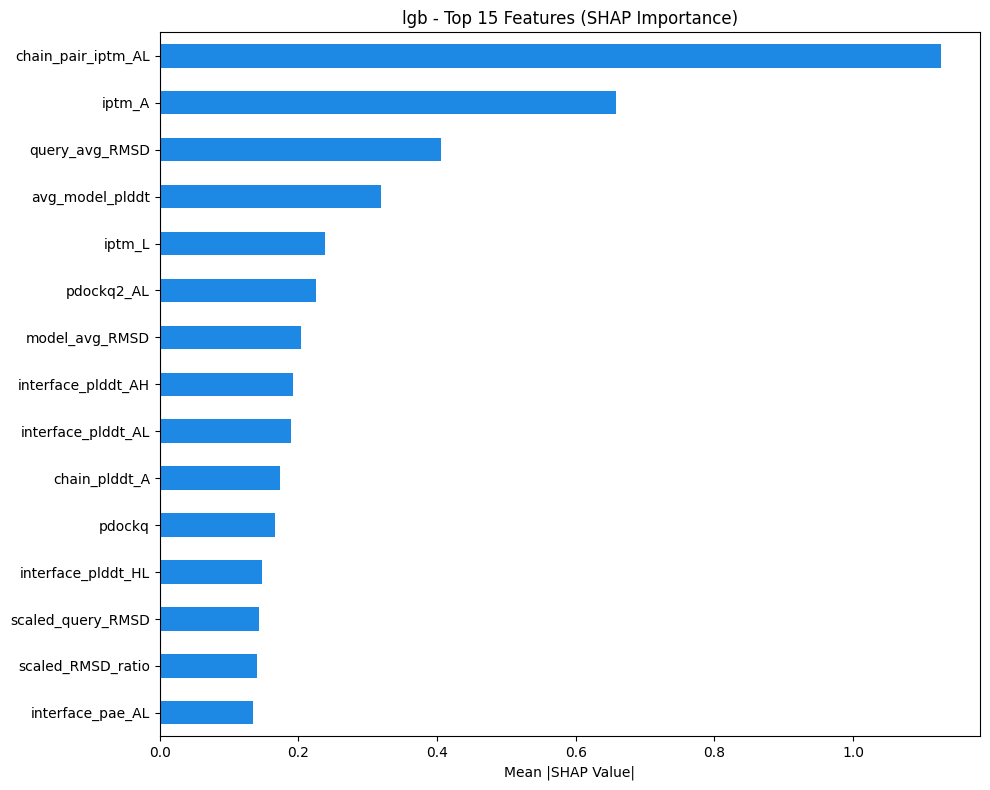 lgb - Top 15 Features (SHAP Importance)
chain_pair_iptm_AL
iptm_A
query_avg_RMSD
avg_model_plddt
iptm_L
pdockq2_AL
model_avg_RMSD
interface_plddt_AH
interface_plddt_AL
chain_plddt_A
pdockq
interface_plddt_HL
scaled_query_RMSD
scaled_RMSD_ratio
interface_pae_AL
0.0 0.2 0.4 0.6 0.8 1.0
Mean |SHAP Value|